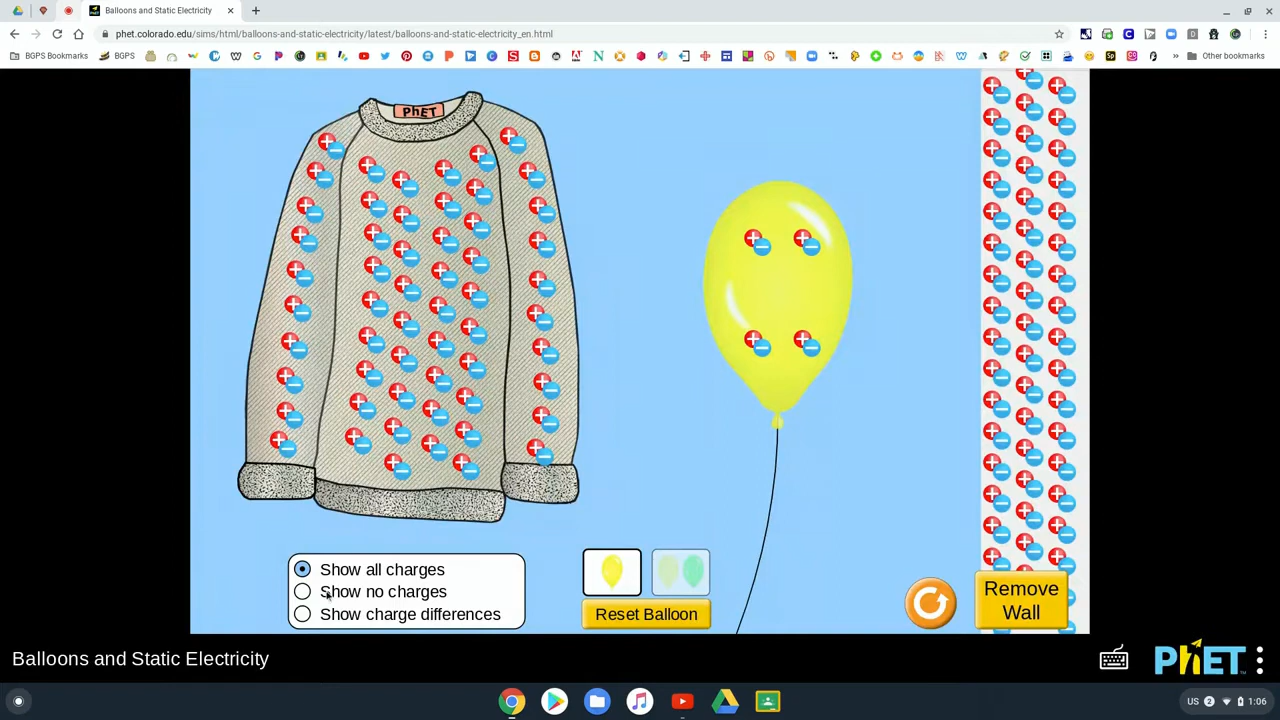 Balloons and Static Electricity
phet.colorado.edu/sims/html/balloons-and-static-electricity/latest/balloons-and-static-electricity_en.html
BGPS Bookmarks
BGPS
Other bookmarks
PhET
Show all charges
Show no charges
Show charge differences
Reset Balloon
Remove
Wall
Balloons and Static Electricity
PhET
US 2 1:06